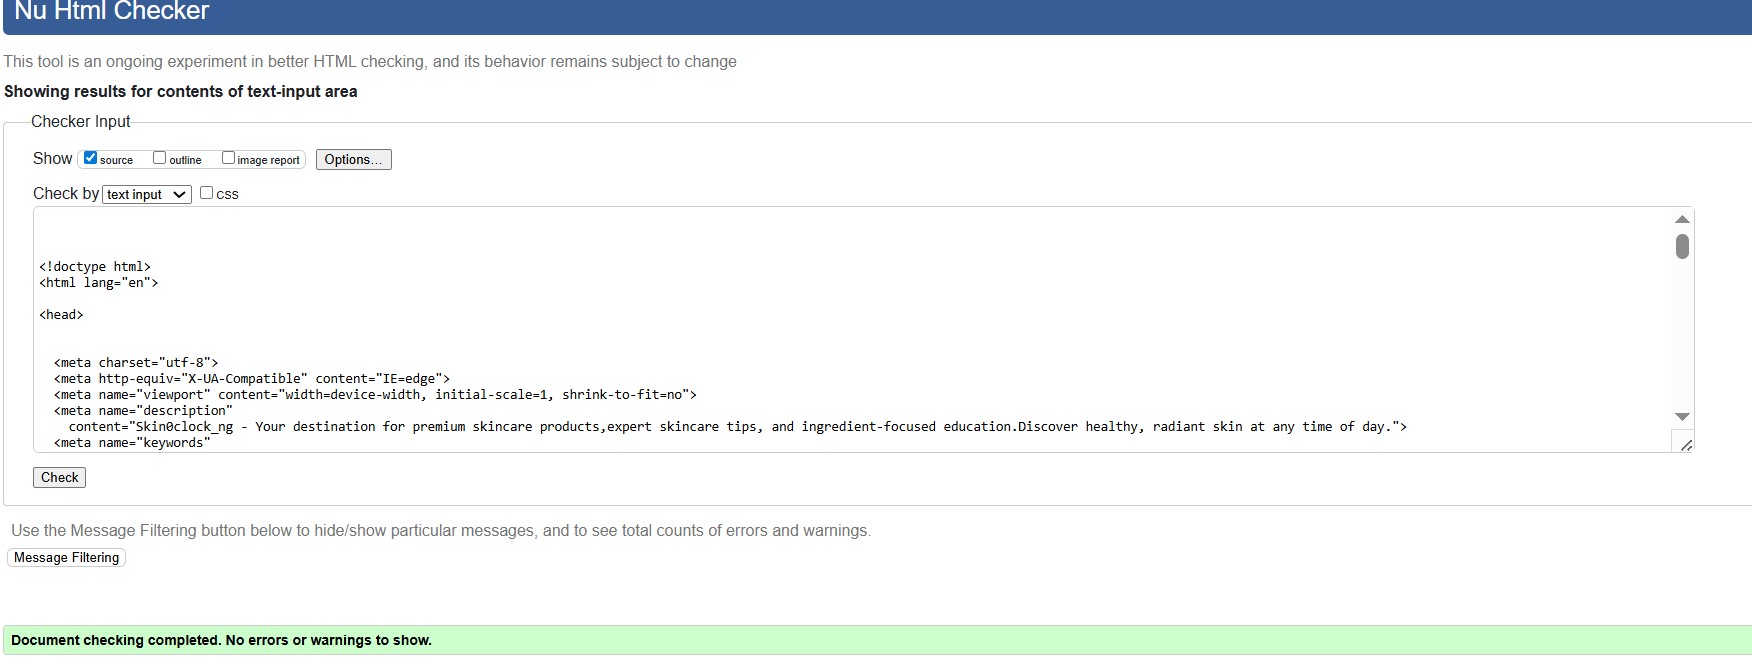 Nu Html Checker
This tool is an ongoing experiment in better HTML checking, and its behavior remains subject to change
Showing results for contents of text-input area
Checker Input
Show source outline image report Options...
Check by text input css
<!doctype html>
<html lang="en">
<head>
<meta charset="utf-8">
<meta http-equiv="X-UA-Compatible" content="IE=edge">
<meta name="viewport" content="width=device-width, initial-scale=1, shrink-to-fit=no">
<meta name="description"
content="Skin0clock_ng - Your destination for premium skincare products,expert skincare tips, and ingredient-focused education.Discover healthy, radiant skin at any time of day.">
<meta name="keywords"
Check
Use the Message Filtering button below to hide/show particular messages, and to see total counts of errors and warnings.
Message Filtering
Document checking completed. No errors or warnings to show.